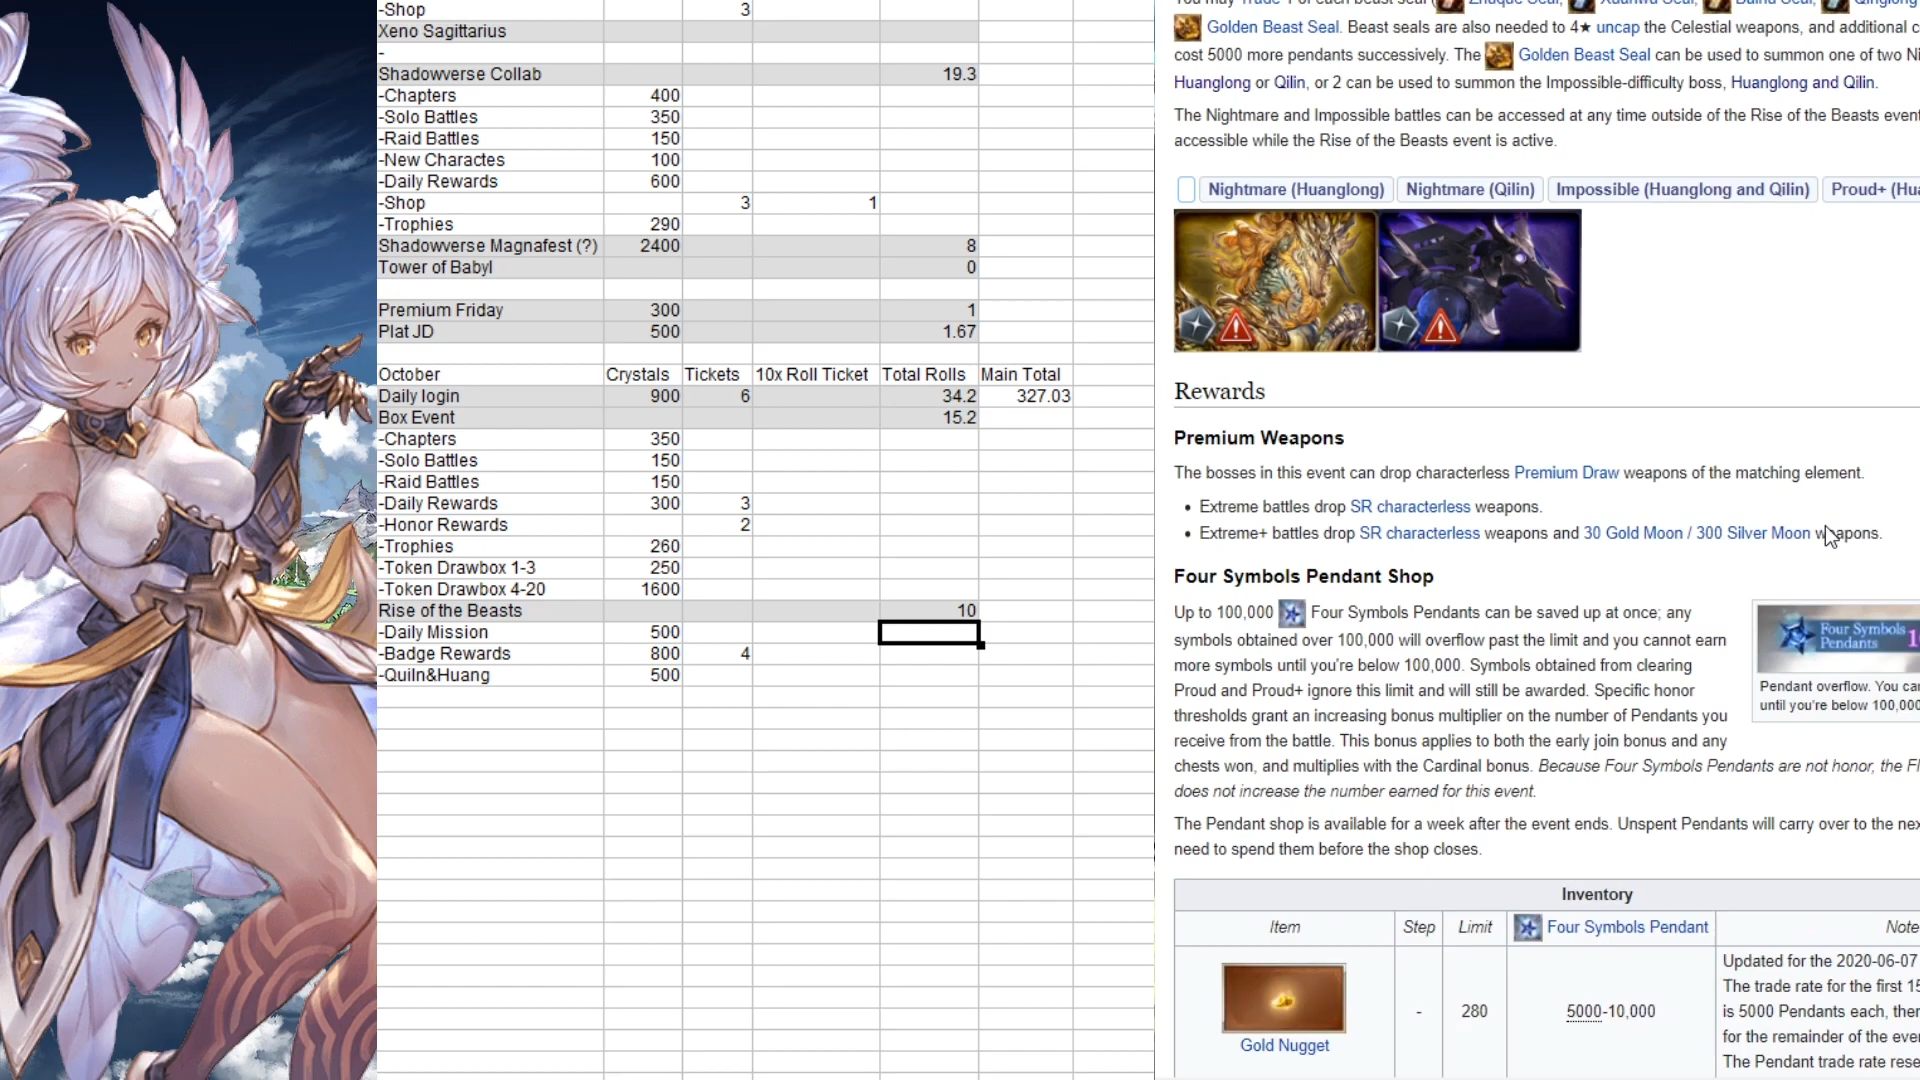 -Shop 3
Xeno Sagittarius
-
Shadowverse Collab 19.3
-Chapters 400
-Solo Battles 350
-Raid Battles 150
-New Charactes 100
-Daily Rewards 600
-Shop 3 1
-Trophies 290
Shadowverse Magnafest (?) 2400 8
Tower of Babyl 0
Premium Friday 300 1
Plat JD 500 1.67
October Crystals Tickets 10x Roll Ticket Total Rolls Main Total
Daily login 900 6 34.2 327.03
Box Event 15.2
-Chapters 350
-Solo Battles 150
-Raid Battles 150
-Daily Rewards 300 3
-Honor Rewards 2
-Trophies 260
-Token Drawbox 1-3 250
-Token Drawbox 4-20 1600
Rise of the Beasts 10
-Daily Mission 500
-Badge Rewards 800 4
-Quiln&Huang 500
Golden Beast Seal. Beast seals are also needed to 4★ uncap the Celestial weapons, and additional c
cost 5000 more pendants successively. The Golden Beast Seal can be used to summon one of two Ni
Huanglong or Qilin, or 2 can be used to summon the Impossible-difficulty boss, Huanglong and Qilin.
The Nightmare and Impossible battles can be accessed at any time outside of the Rise of the Beasts event
accessible while the Rise of the Beasts event is active.
Nightmare (Huanglong) Nightmare (Qilin) Impossible (Huanglong and Qilin) Proud+ (Hua
Rewards
Premium Weapons
The bosses in this event can drop characterless Premium Draw weapons of the matching element.
• Extreme battles drop SR characterless weapons.
• Extreme+ battles drop SR characterless weapons and 30 Gold Moon / 300 Silver Moon weapons.
Four Symbols Pendant Shop
Up to 100,000 Four Symbols Pendants can be saved up at once; any
symbols obtained over 100,000 will overflow past the limit and you cannot earn
more symbols until you're below 100,000. Symbols obtained from clearing
Proud and Proud+ ignore this limit and will still be awarded. Specific honor
thresholds grant an increasing bonus multiplier on the number of Pendants you
receive from the battle. This bonus applies to both the early join bonus and any
chests won, and multiplies with the Cardinal bonus. Because Four Symbols Pendants are not honor, the Fl
does not increase the number earned for this event.
Four Symbols
Pendants 1
Pendant overflow. You can
until you're below 100,000
The Pendant shop is available for a week after the event ends. Unspent Pendants will carry over to the nex
need to spend them before the shop closes.
Inventory
Item Step Limit Four Symbols Pendant Note
Gold Nugget - 280 5000-10,000
Updated for the 2020-06-07
The trade rate for the first 15
is 5000 Pendants each, then
for the remainder of the eve
The Pendant trade rate rese